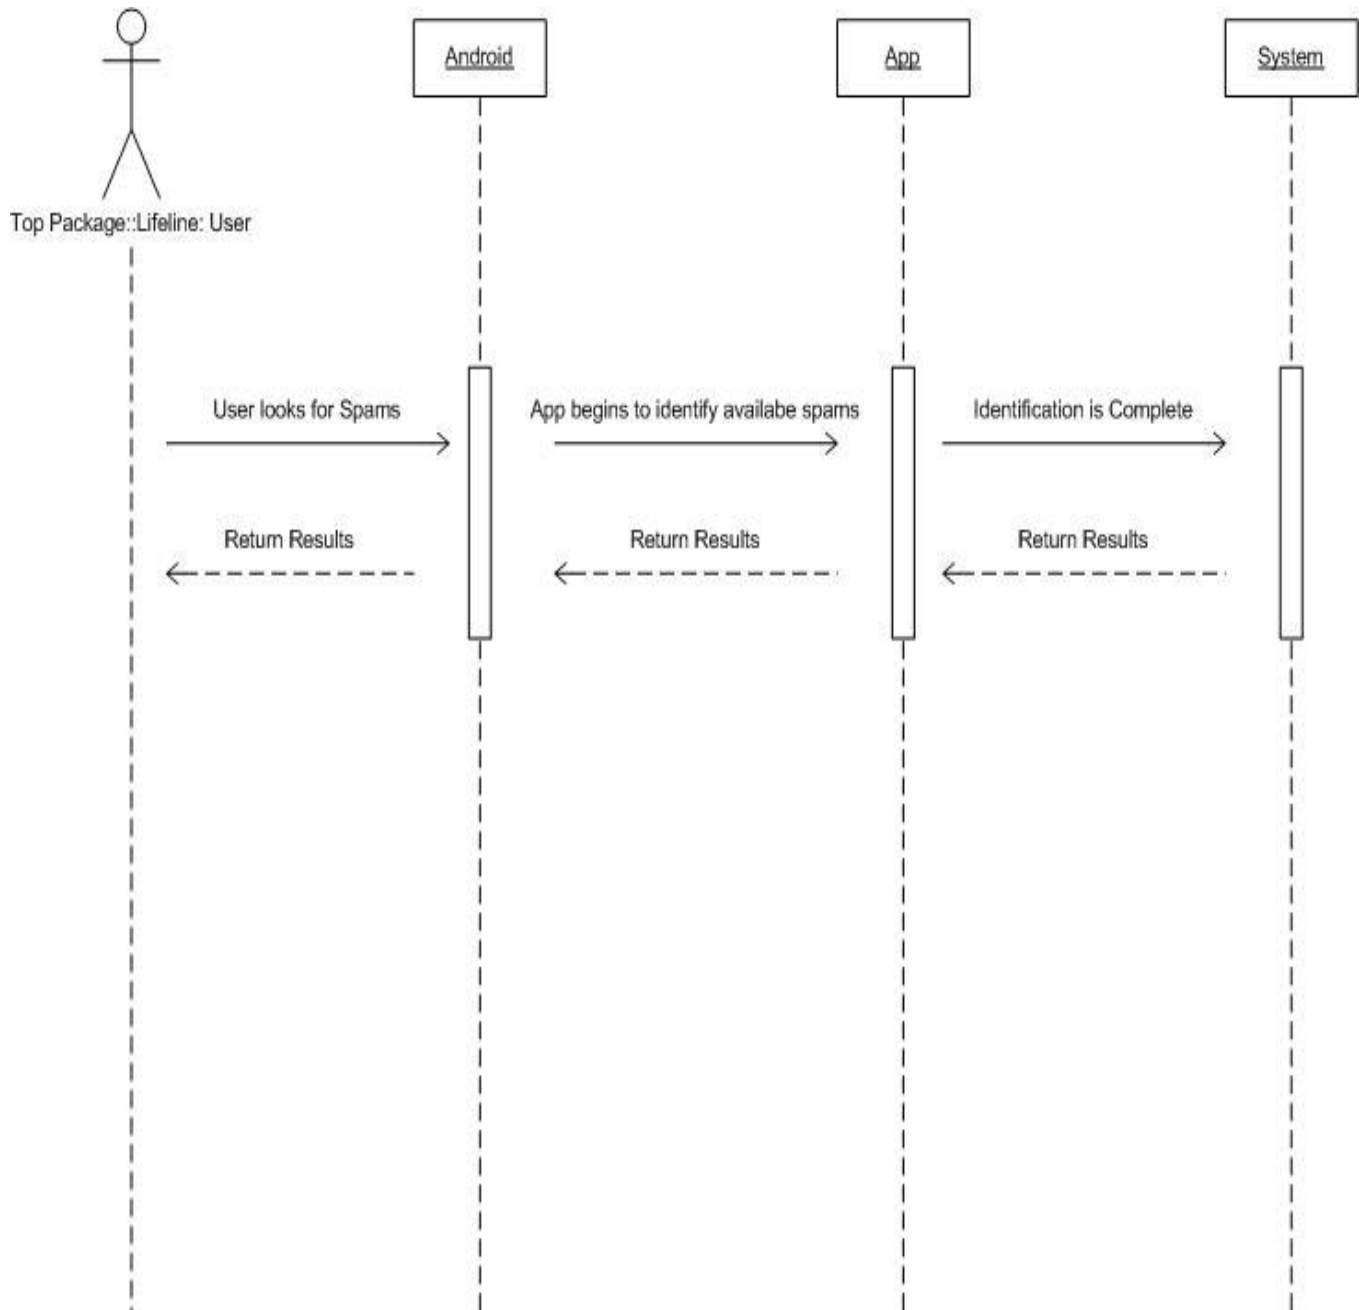 Android
App
System
Top Package::Lifeline: User
User looks for Spams
App begins to identify availabe spams
Identification is Complete
Return Results
Return Results
Return Results